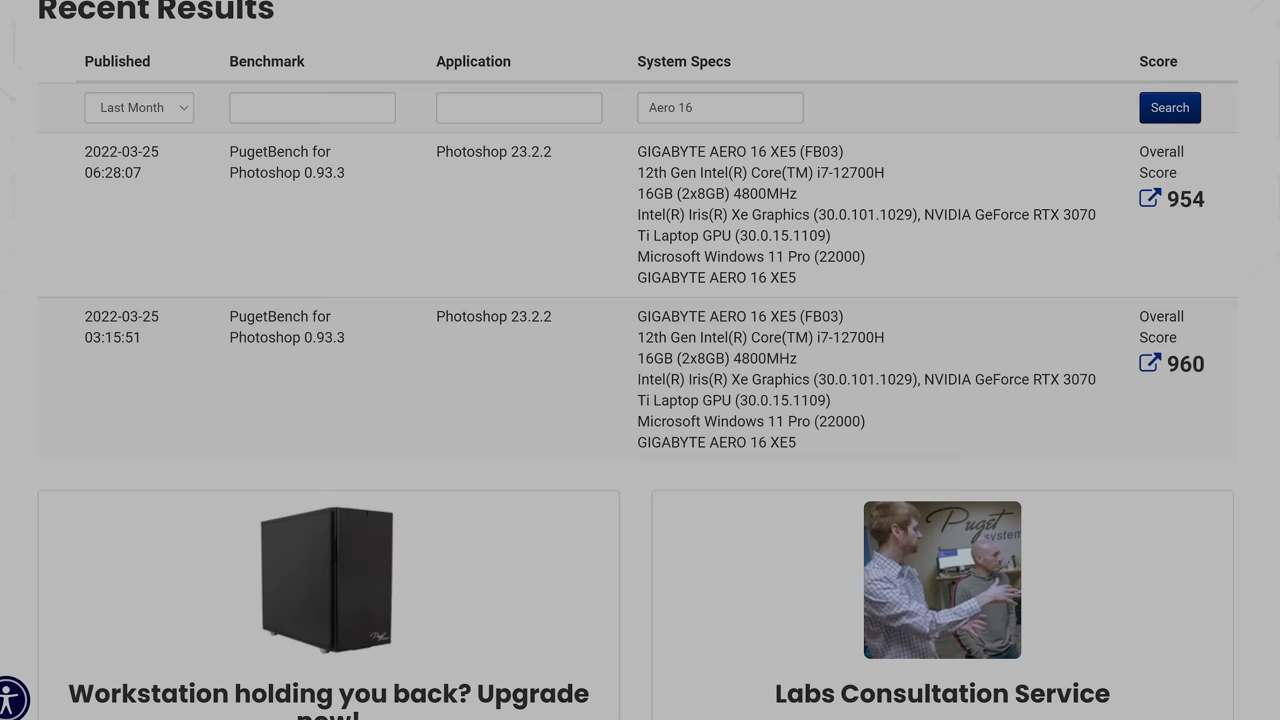 Recent Results
Published Benchmark Application System Specs Score
Last Month Aero 16 Search
2022-03-25
06:28:07
PugetBench for
Photoshop 0.93.3
Photoshop 23.2.2
GIGABYTE AERO 16 XE5 (FB03)
12th Gen Intel(R) Core(TM) i7-12700H
16GB (2x8GB) 4800MHz
Intel(R) Iris(R) Xe Graphics (30.0.101.1029), NVIDIA GeForce RTX 3070
Ti Laptop GPU (30.0.15.1109)
Microsoft Windows 11 Pro (22000)
GIGABYTE AERO 16 XE5
Overall
Score
954
2022-03-25
03:15:51
PugetBench for
Photoshop 0.93.3
Photoshop 23.2.2
GIGABYTE AERO 16 XE5 (FB03)
12th Gen Intel(R) Core(TM) i7-12700H
16GB (2x8GB) 4800MHz
Intel(R) Iris(R) Xe Graphics (30.0.101.1029), NVIDIA GeForce RTX 3070
Ti Laptop GPU (30.0.15.1109)
Microsoft Windows 11 Pro (22000)
GIGABYTE AERO 16 XE5
Overall
Score
960
Puget
Puget
system
Workstation holding you back? Upgrade
now!
Labs Consultation Service